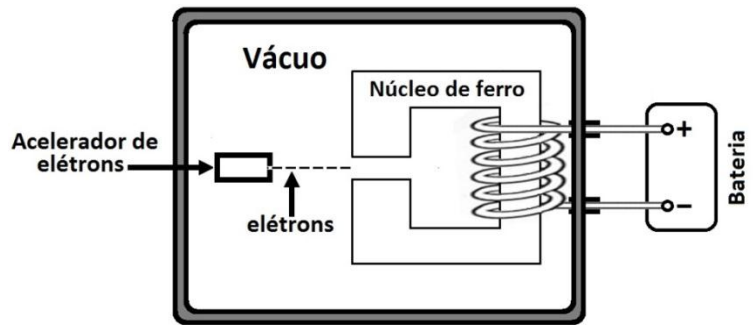 Vácuo
Núcleo de ferro
Acelerador de
elétrons
elétrons
+
−
Bateria